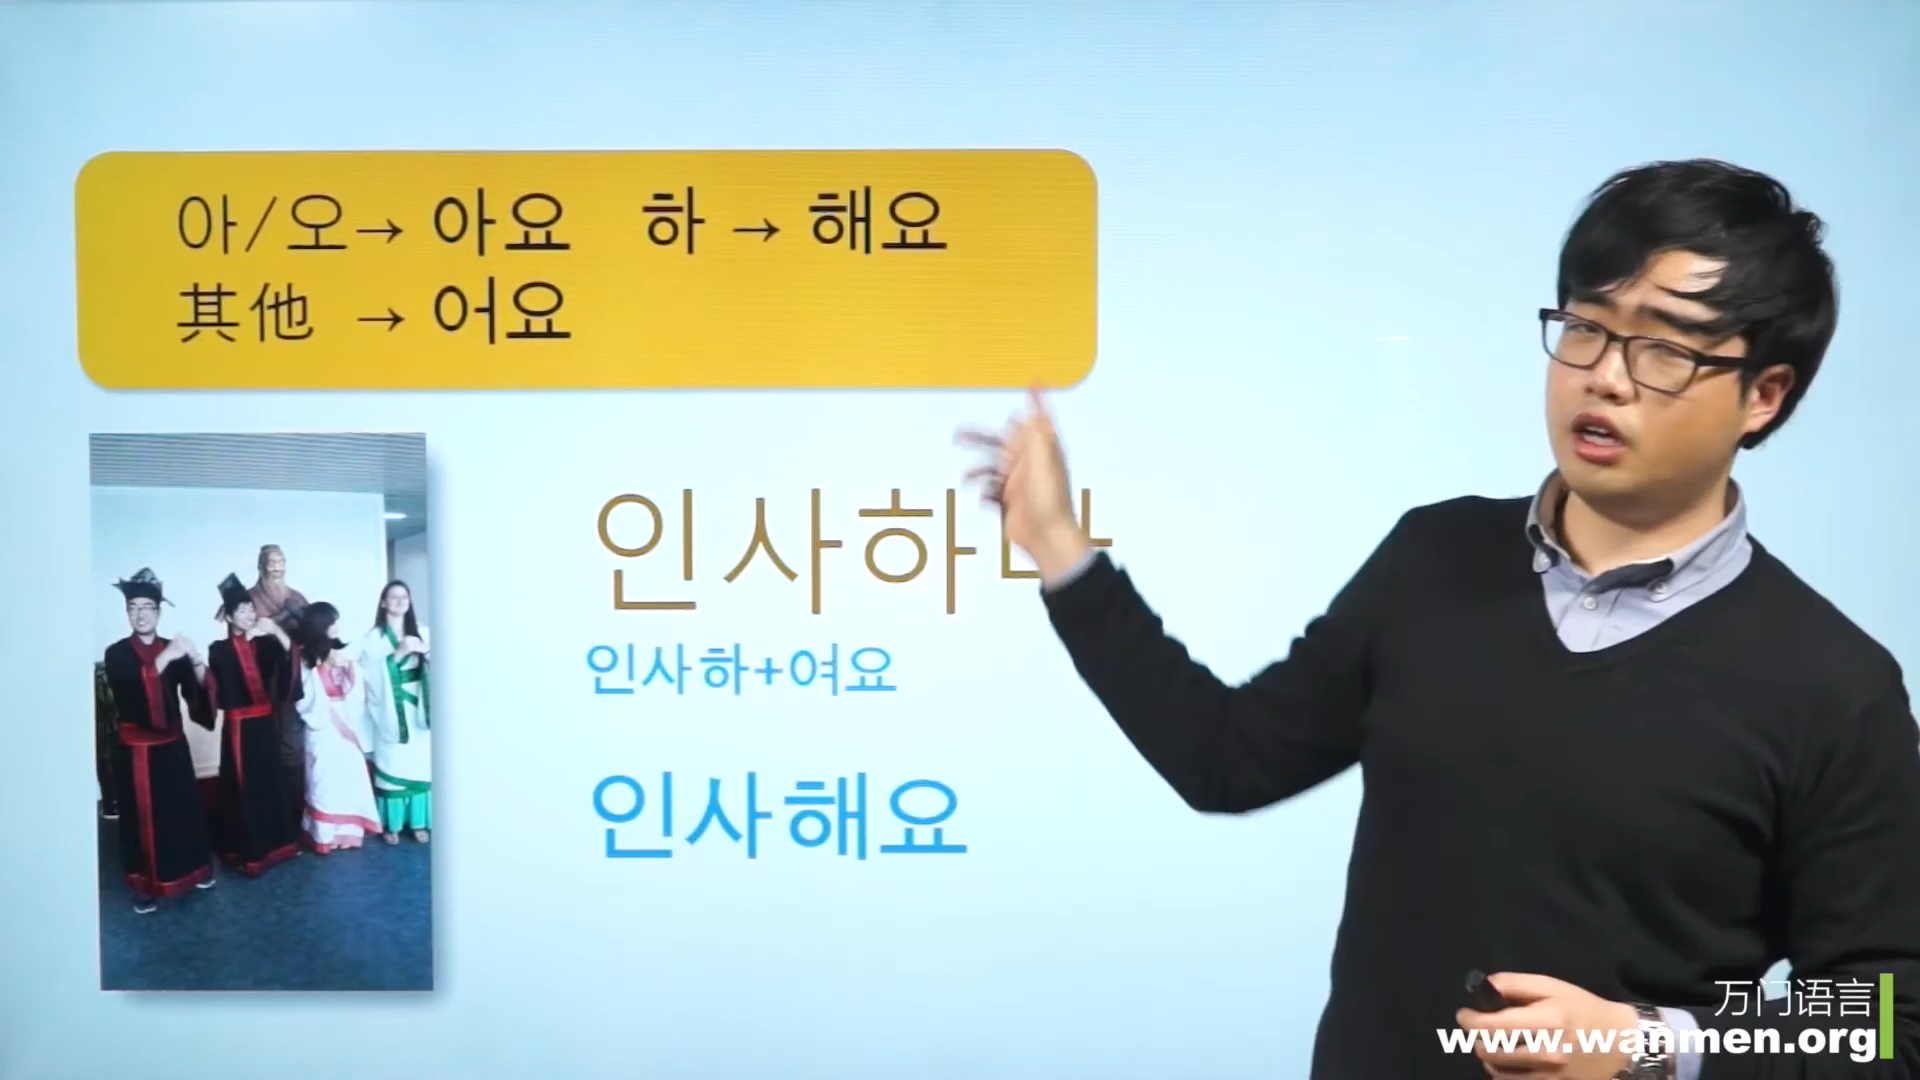 아/오→ 아요 하 → 해요
其他 → 어요
인사하다
인사하+여요
인사해요
万门语言
www.wanmen.org